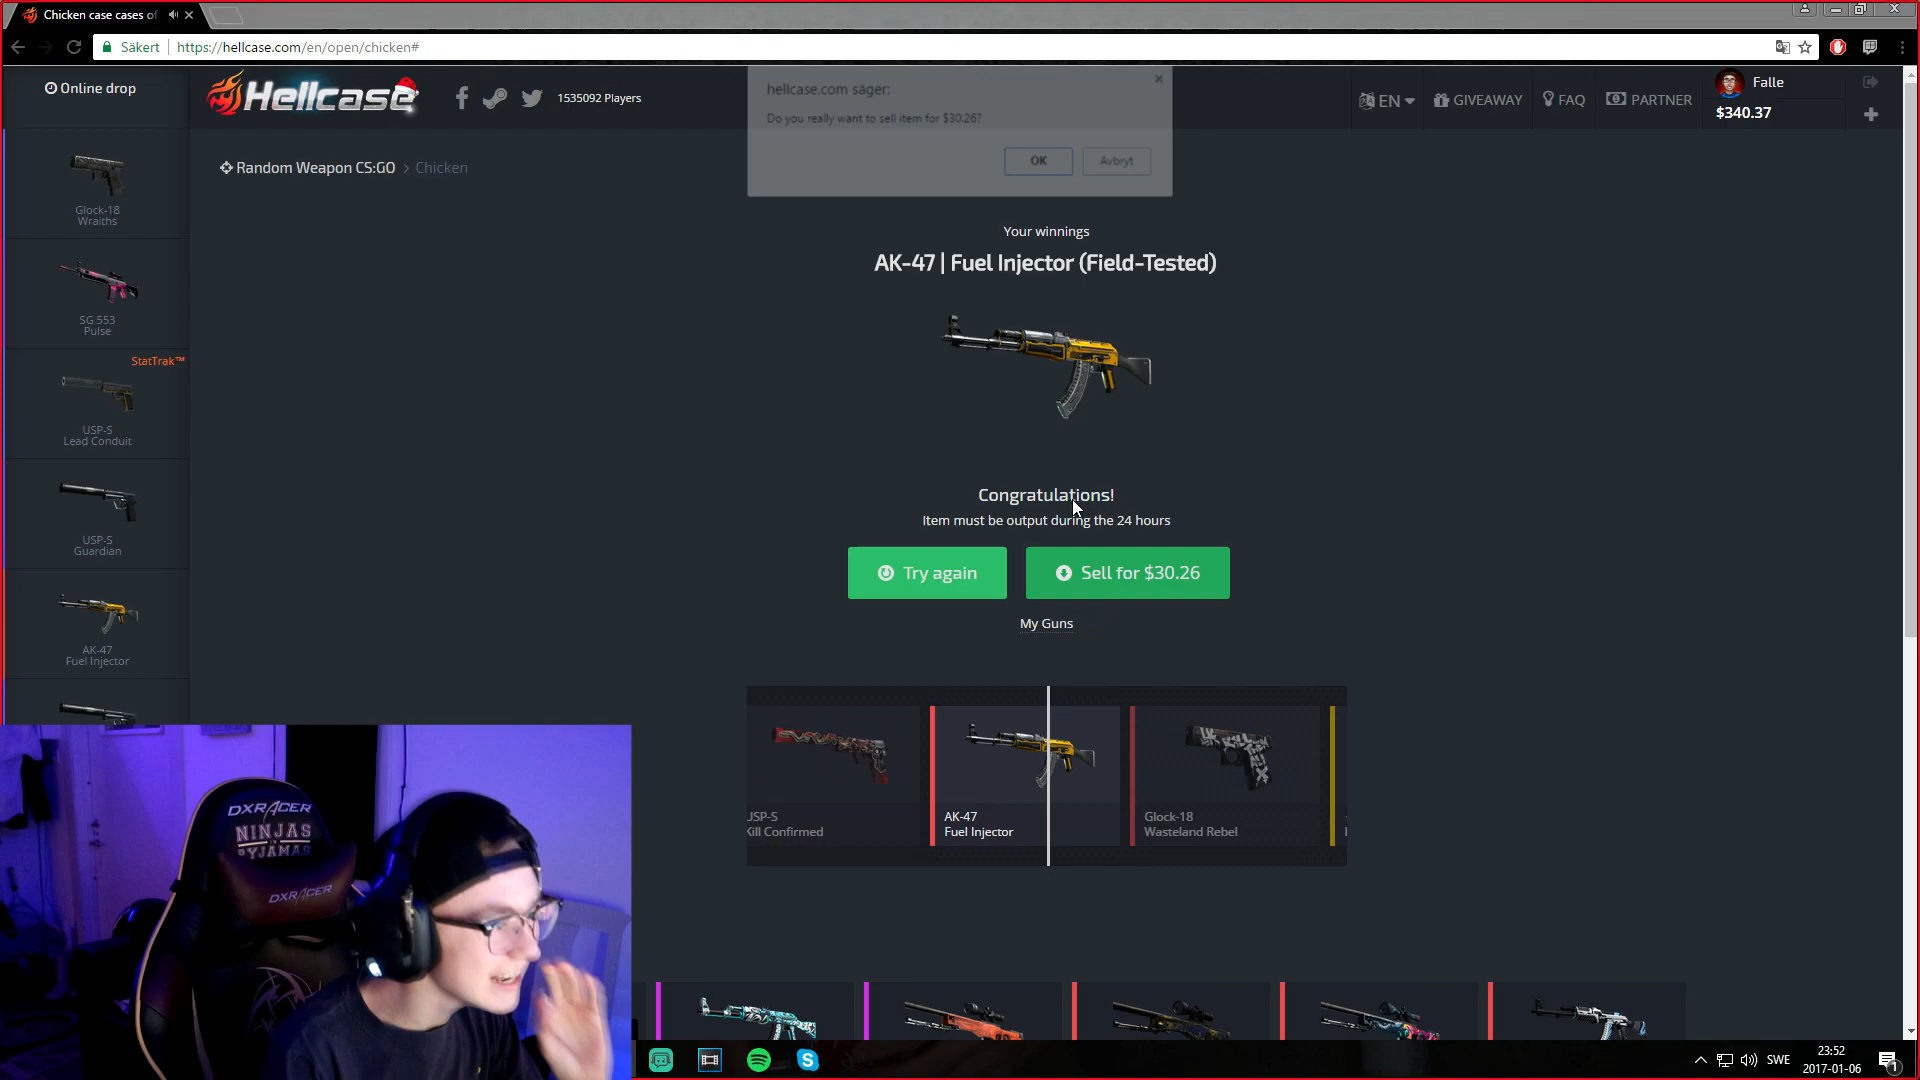 Chicken case cases of
Säkert
https://hellcase.com/en/open/chicken#
Online drop
Hellcase
1535092 Players
hellcase.com säger:
Do you really want to sell item for $30.26?
OK
Avbryt
EN
GIVEAWAY
FAQ
PARTNER
Falle
$340.37
Random Weapon CS:GO > Chicken
Glock-18
Wraiths
SG 553
Pulse
StatTrak™
USP-S
Lead Conduit
USP-S
Guardian
AK-47
Fuel Injector
Your winnings
AK-47 | Fuel Injector (Field-Tested)
Congratulations!
Item must be output during the 24 hours
Try again
Sell for $30.26
My Guns
USP-S
Kill Confirmed
AK-47
Fuel Injector
Glock-18
Wasteland Rebel
DXRACER
NINJAS
IN
PYJAMAS
DXRACER
SWE
23:52
2017-01-06
1